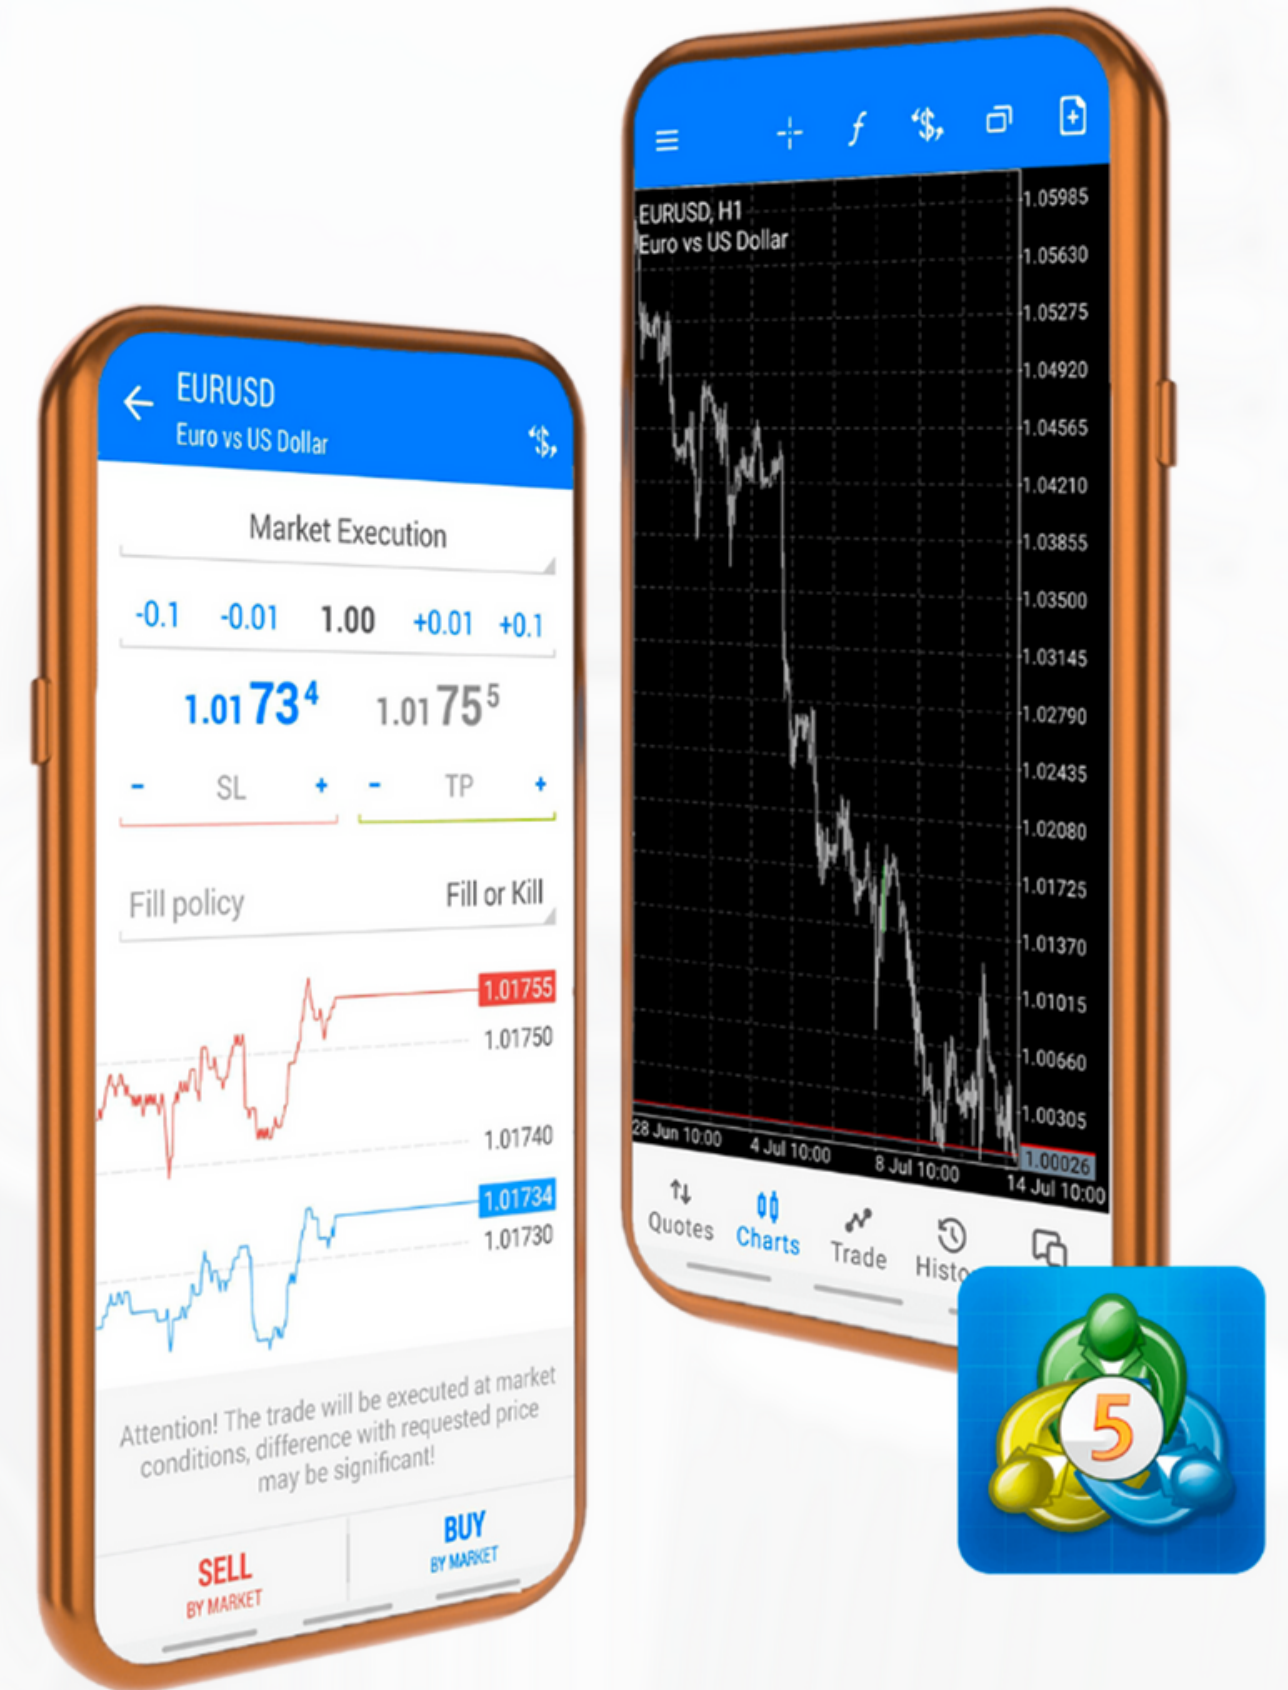 EURUSD
Euro vs US Dollar
Market Execution
-0.1 -0.01 1.00 +0.01 +0.1
1.01734 1.01755
- SL + - TP +
Fill policy Fill or Kill
1.01755
1.01750
1.01740
1.01734
1.01730
Attention! The trade will be executed at market
conditions, difference with requested price
may be significant!
SELL
BY MARKET
BUY
BY MARKET
EURUSD, H1
Euro vs US Dollar
1.05985
1.05630
1.05275
1.04920
1.04565
1.04210
1.03855
1.03500
1.03145
1.02790
1.02435
1.02080
1.01725
1.01370
1.01015
1.00660
1.00305
1.00026
28 Jun 10:00 4 Jul 10:00 8 Jul 10:00 14 Jul 10:00
Quotes Charts Trade Histo
5